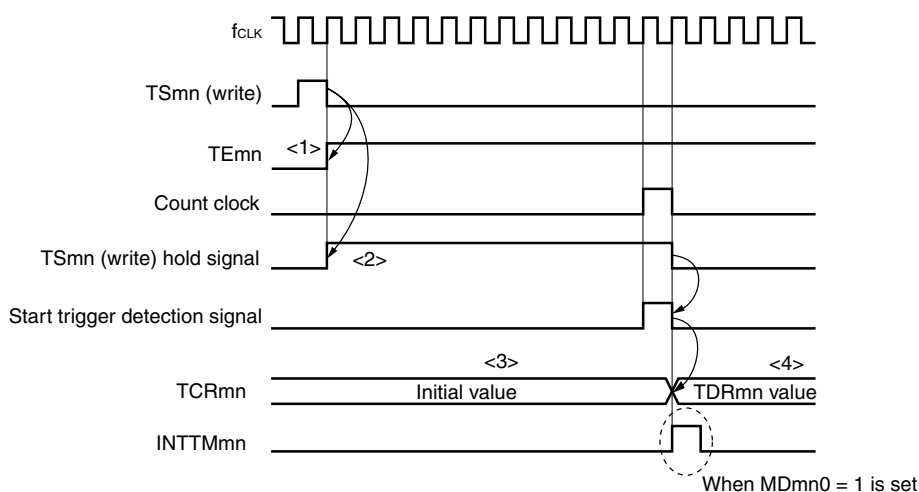 fCLK
TSmn (write)
<1>
TEmn
Count clock
TSmn (write) hold signal
<2>
Start trigger detection signal
<3>
<4>
TCRmn
Initial value
TDRmn value
INTTMmn
When MDmn0 = 1 is set